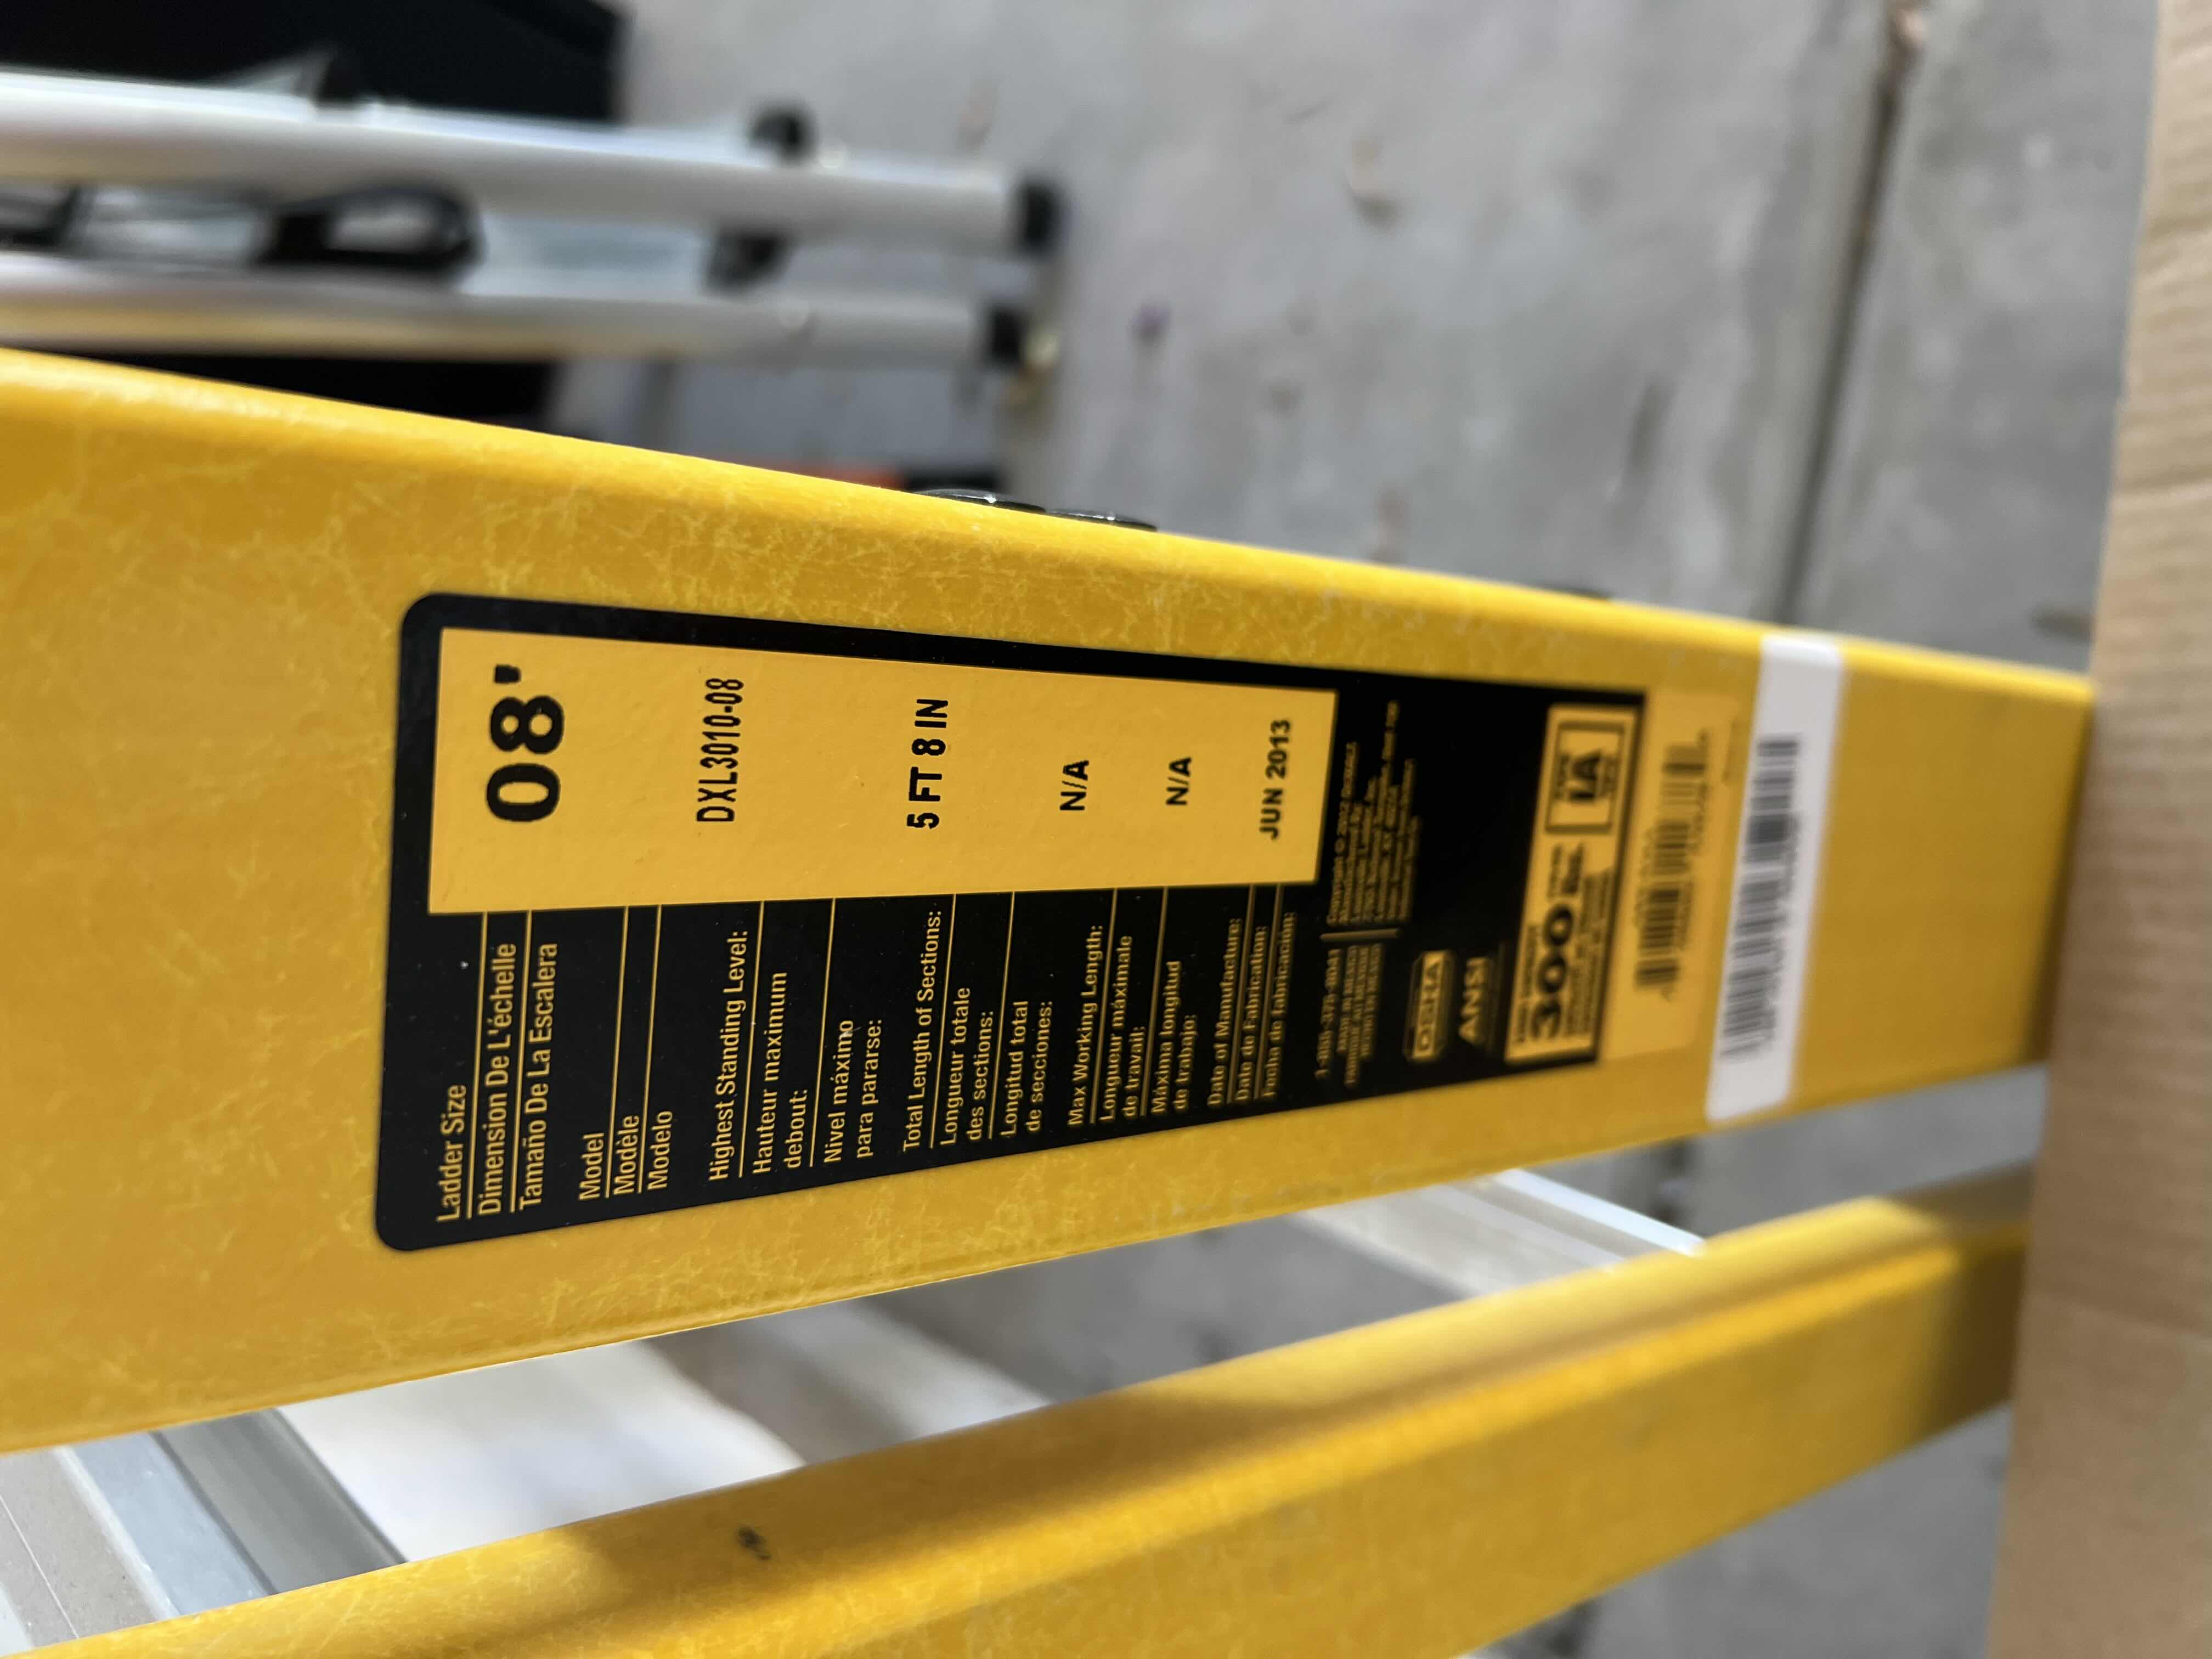 Ladder Size
Dimension De L'échelle
Tamaño De La Escalera
08'
Model
Modèle
Modelo
DXL3010-08
Highest Standing Level:
Hauteur maximum
debout:
Nivel máximo
para pararse:
5 FT 8 IN
Total Length of Sections:
Longueur totale
des sections:
Longitud total
de secciones:
N/A
Max Working Length:
Longueur máximale
de travail:
Máxima longitud
de trabajo:
N/A
Date of Manufacture:
Date de Fabrication:
Fecha de Fabricación:
JUN 2013
OSHA
ANSI
300
lbs.
TYPE
IA